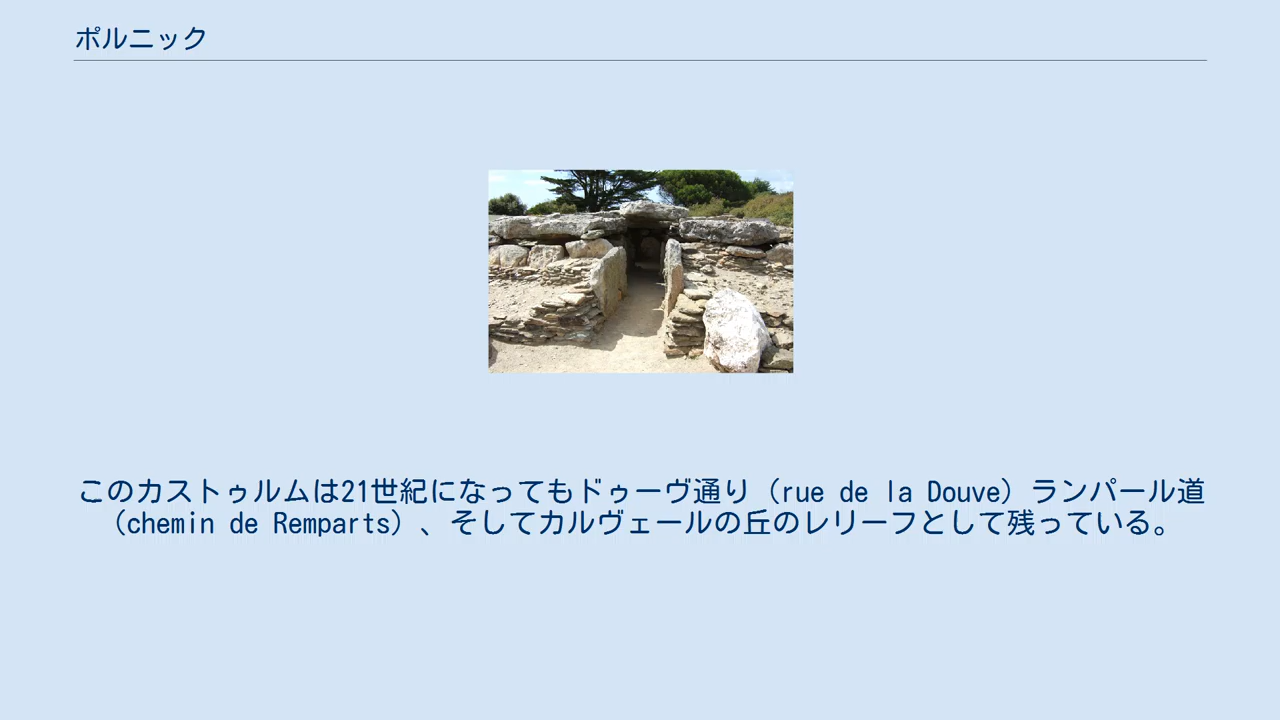 ポルニック
このカストゥルムは21世紀になってもドゥーヴ通り（rue de la Douve）ランパール道
（chemin de Remparts）、そしてカルヴェールの丘のレリーフとして残っている。